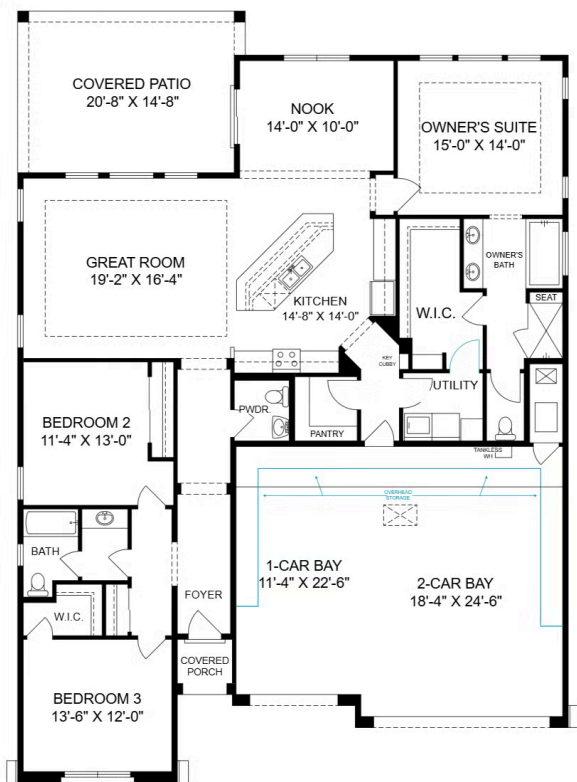 COVERED PATIO
20'-8" X 14'-8"
NOOK
14'-0" X 10'-0"
OWNER'S SUITE
15'-0" X 14'-0"
GREAT ROOM
19'-2" X 16'-4"
KITCHEN
14'-8" X 14'-0"
OWNER'S
BATH
W.I.C.
SEAT
KEY
CUBBY
UTILITY
BEDROOM 2
11'-4" X 13'-0"
PWDR.
PANTRY
TANKLESS
WH
OVERHEAD
STORAGE
BATH
1-CAR BAY
11'-4" X 22'-6"
2-CAR BAY
18'-4" X 24'-6"
FOYER
W.I.C.
COVERED
PORCH
BEDROOM 3
13'-6" X 12'-0"